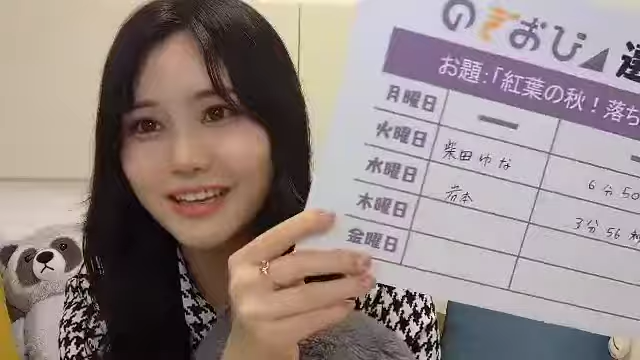 のぎおび⊿
お題:「紅葉の秋！落ち
月曜日 ー
火曜日 柴田ゆな 6分50
水曜日 岩本 3分56秒
木曜日
金曜日